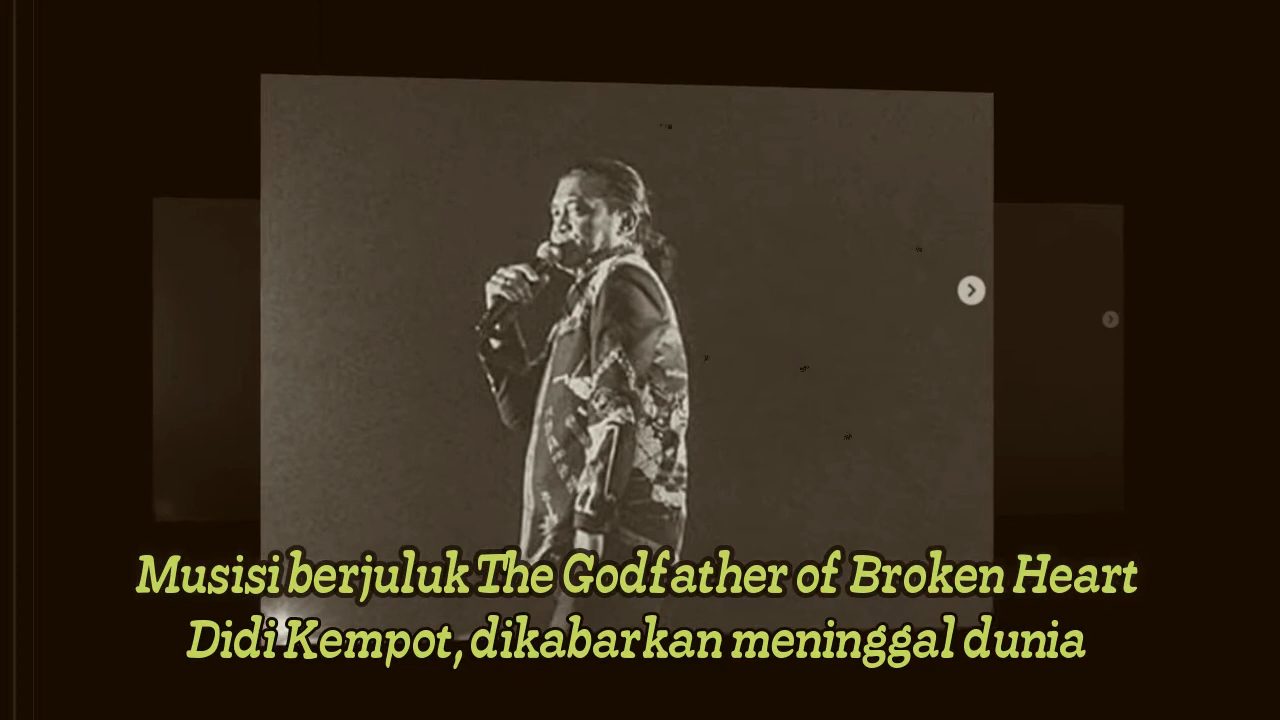 Musisi berjuluk The Godfather of Broken Heart
Didi Kempot, dikabarkan meninggal dunia